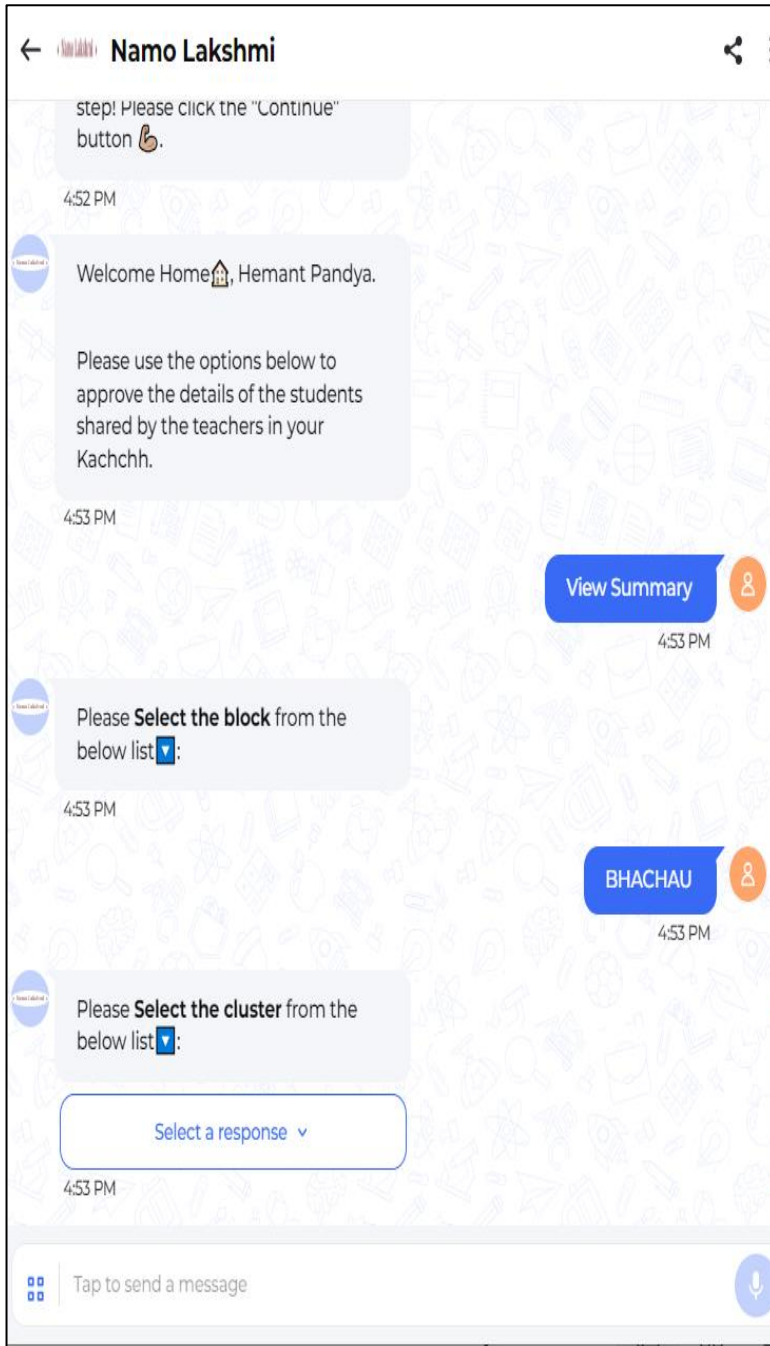 Namo Lakshmi
step! Please click the "Continue"
button 💪🏼.
4:52 PM
Welcome Home🏠, Hemant Pandya.
Please use the options below to
approve the details of the students
shared by the teachers in your
Kachchh.
4:53 PM
View Summary
4:53 PM
Please Select the block from the
below list🔽:
4:53 PM
BHACHAU
4:53 PM
Please Select the cluster from the
below list🔽:
Select a response
4:53 PM
Tap to send a message